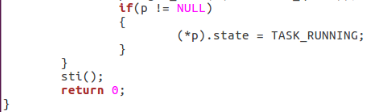 if(p != NULL)
{
(*p).state = TASK_RUNNING;
}
}
sti();
return 0;
}